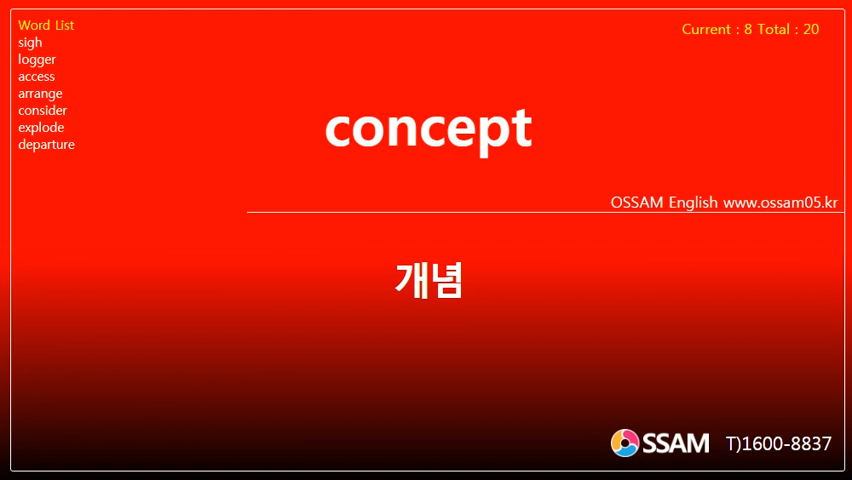 Word List
sigh
logger
access
arrange
consider
explode
departure
Current : 8 Total : 20
concept
OSSAM English www.ossam05.kr
개념
OSSAM T)1600-8837